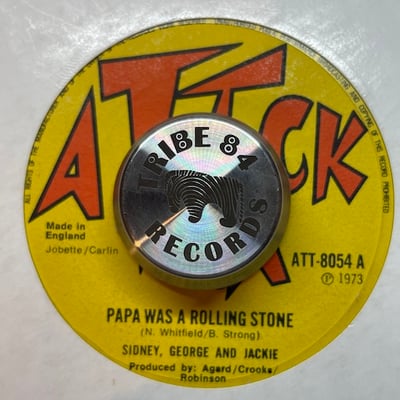 ATTACK
TRIBE 84
RECORDS
Made in
England
Jobette/Carlin
ATT-8054 A
℗ 1973
PAPA WAS A ROLLING STONE
(N. Whitfield/B. Strong)
SIDNEY, GEORGE AND JACKIE
Produced by: Agard/Crooks/
Robinson